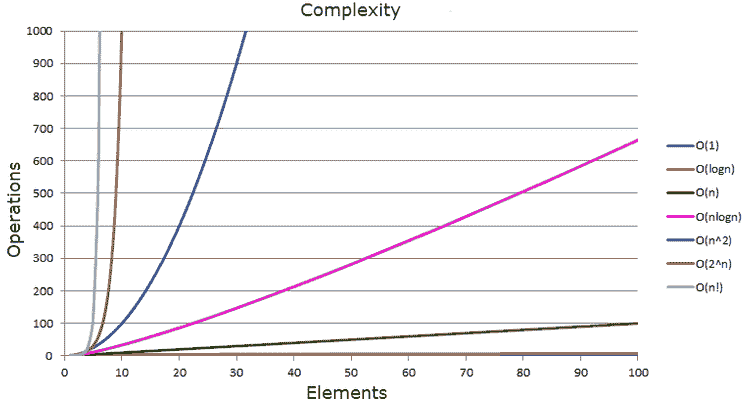 Complexity
1000
900
800
700
600
500
400
300
200
100
0
Operations
0 10 20 30 40 50 60 70 80 90 100
Elements
O(1)
O(logn)
O(n)
O(nlogn)
O(n^2)
O(2^n)
O(n!)